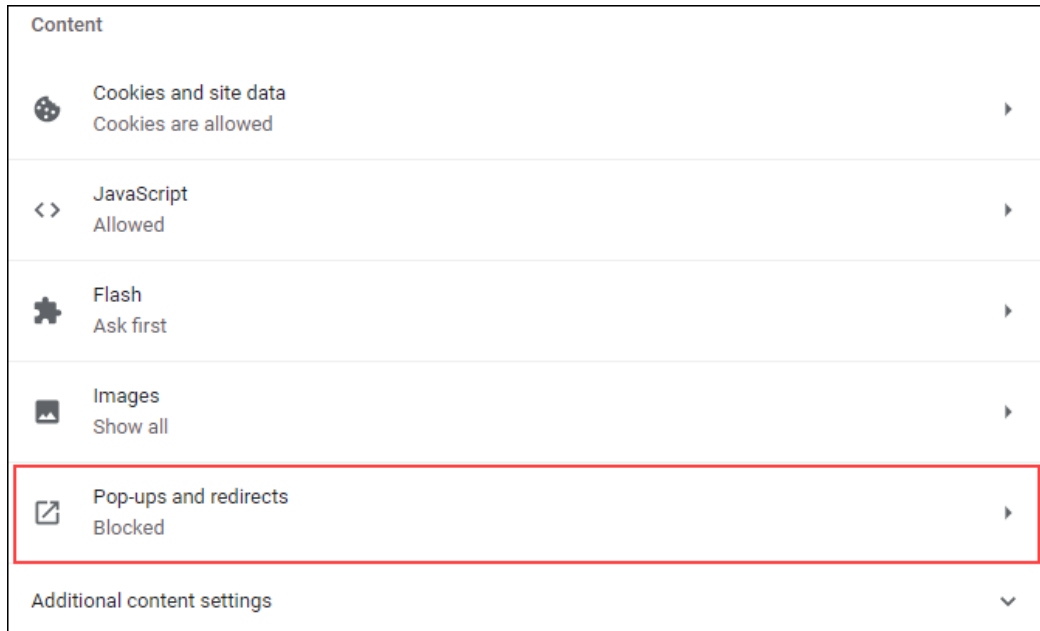 Content
Cookies and site data
Cookies are allowed
JavaScript
Allowed
Flash
Ask first
Images
Show all
Pop-ups and redirects
Blocked
Additional content settings